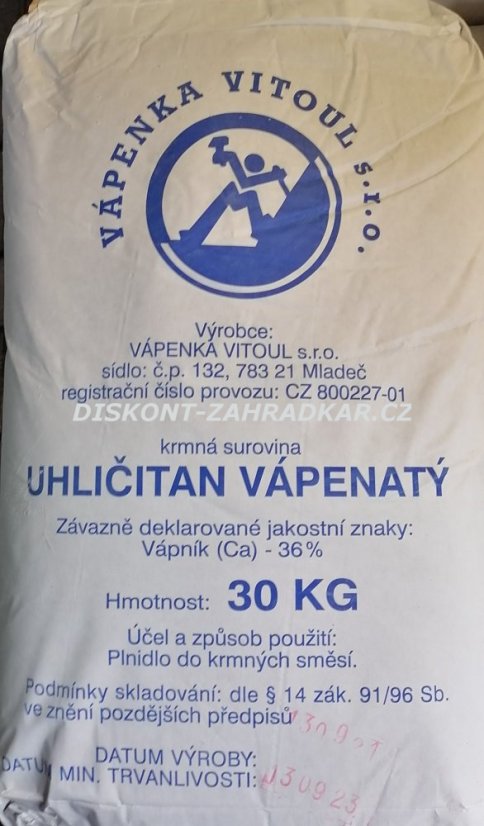 VÁPENKA VITOUL s.r.o.
Výrobce:
VÁPENKA VITOUL s.r.o.
sídlo: č.p. 132, 783 21 Mladeč
registrační číslo provozu: CZ 800227-01
DISKONT-ZAHRADKAR.CZ
krmná surovina
UHLIČITAN VÁPENATÝ
Závazně deklarované jakostní znaky:
Vápník (Ca) - 36%
Hmotnost: 30 KG
Účel a způsob použití:
Plnidlo do krmných směsí.
Podmínky skladování: dle § 14 zák. 91/96 Sb.
ve znění pozdějších předpisů
DATUM VÝROBY:
DATUM MIN. TRVANLIVOSTI: 130923